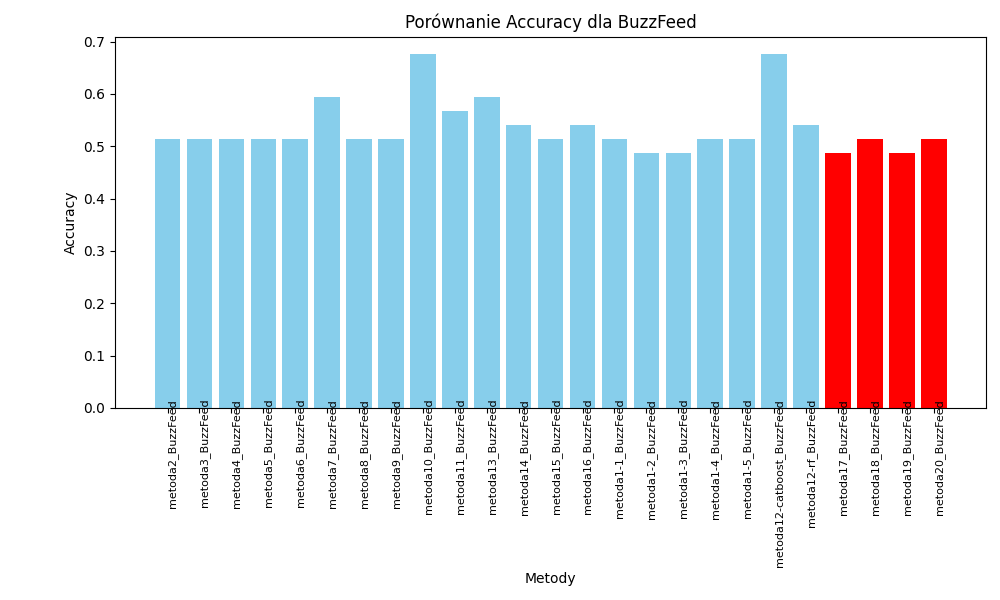 Porównanie Accuracy dla BuzzFeed
Accuracy
0.7
0.6
0.5
0.4
0.3
0.2
0.1
0.0
metoda2_BuzzFeed
metoda3_BuzzFeed
metoda4_BuzzFeed
metoda5_BuzzFeed
metoda6_BuzzFeed
metoda7_BuzzFeed
metoda8_BuzzFeed
metoda9_BuzzFeed
metoda10_BuzzFeed
metoda11_BuzzFeed
metoda13_BuzzFeed
metoda14_BuzzFeed
metoda15_BuzzFeed
metoda16_BuzzFeed
metoda1-1_BuzzFeed
metoda1-2_BuzzFeed
metoda1-3_BuzzFeed
metoda1-4_BuzzFeed
metoda1-5_BuzzFeed
metoda12-catboost_BuzzFeed
metoda12-rf_BuzzFeed
metoda17_BuzzFeed
metoda18_BuzzFeed
metoda19_BuzzFeed
metoda20_BuzzFeed
Metody